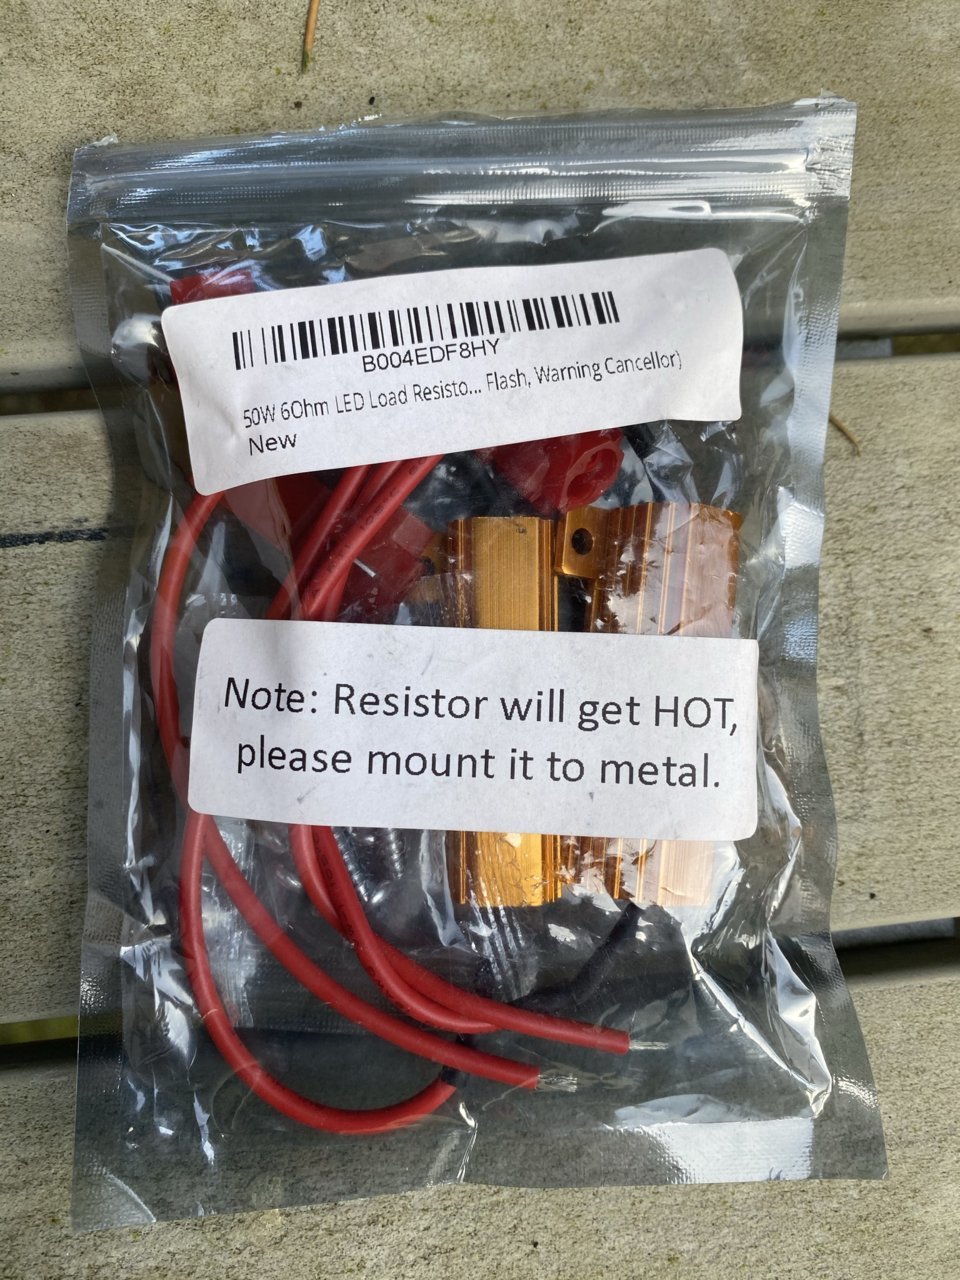 B004EDF8HY
50W 6Ohm LED Load Resisto... Flash, Warning Cancellor)
New
Note: Resistor will get HOT,
please mount it to metal.